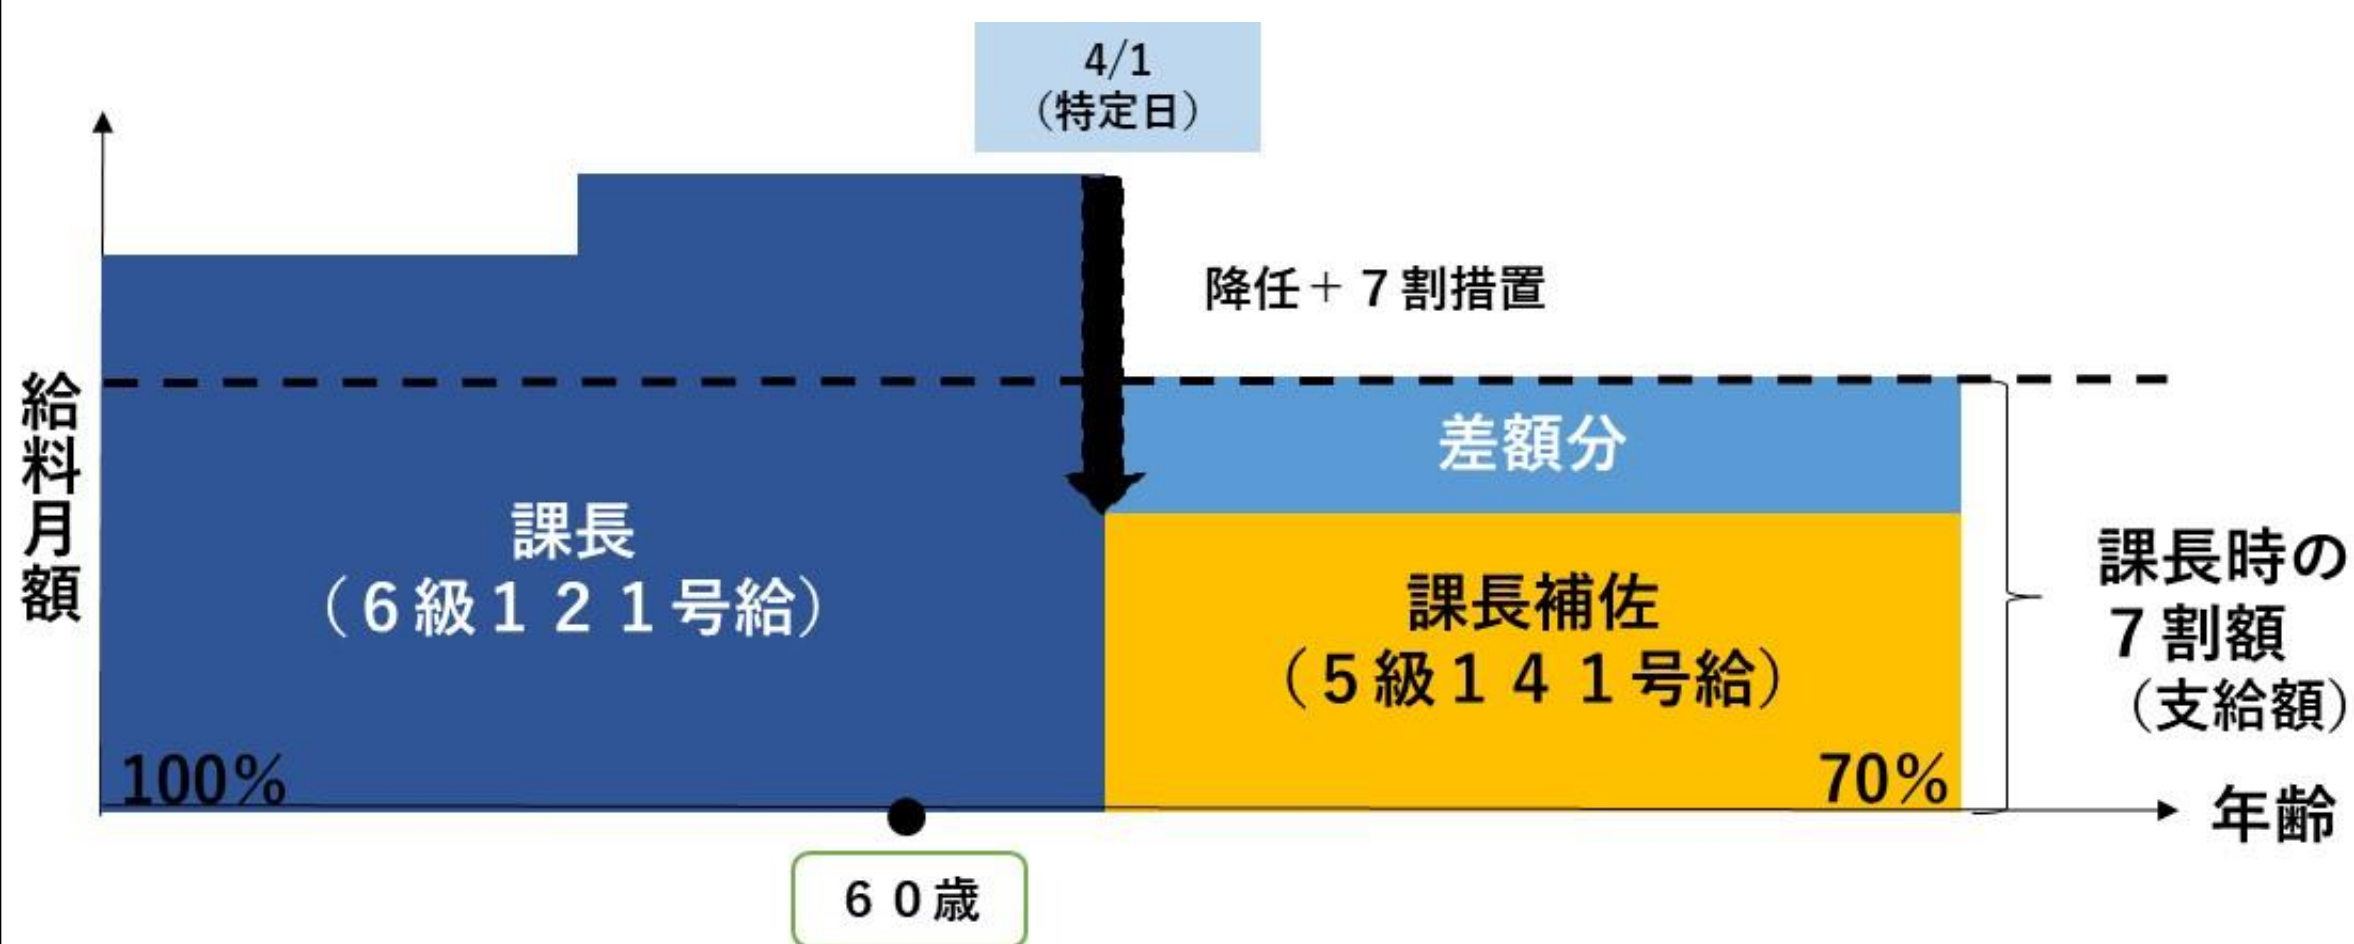 4/1
（特定日）
降任＋７割措置
給料月額
差額分
課長
（６級１２１号給）
課長補佐
（５級１４１号給）
課長時の
７割額
（支給額）
100%
70%
年齢
６０歳